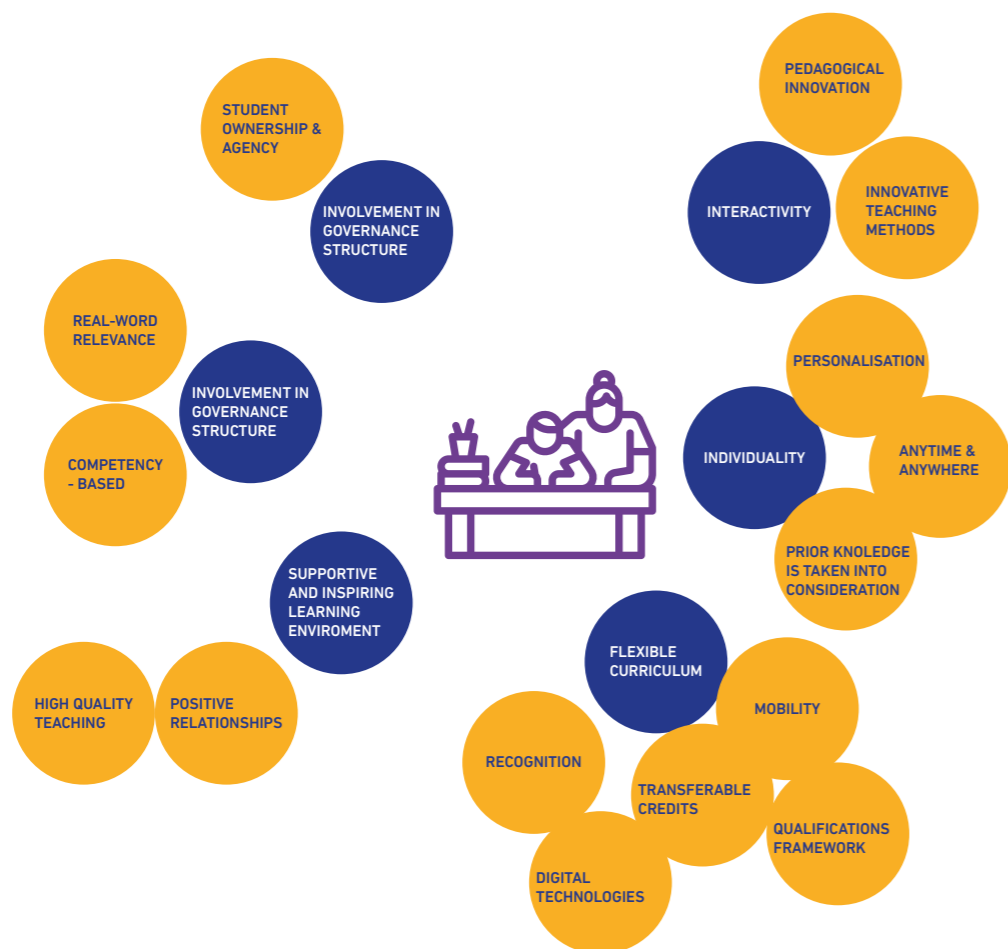 STUDENT
OWNERSHIP &
AGENCY
INVOLVEMENT IN
GOVERNANCE
STRUCTURE
REAL-WORD
RELEVANCE
INVOLVEMENT IN
GOVERNANCE
STRUCTURE
COMPETENCY
- BASED
SUPPORTIVE
AND INSPIRING
LEARNING
ENVIROMENT
HIGH QUALITY
TEACHING
POSITIVE
RELATIONSHIPS
PEDAGOGICAL
INNOVATION
INTERACTIVITY
INNOVATIVE
TEACHING
METHODS
PERSONALISATION
INDIVIDUALITY
ANYTIME &
ANYWHERE
PRIOR KNOLEDGE
IS TAKEN INTO
CONSIDERATION
FLEXIBLE
CURRICULUM
MOBILITY
RECOGNITION
TRANSFERABLE
CREDITS
QUALIFICATIONS
FRAMEWORK
DIGITAL
TECHNOLOGIES